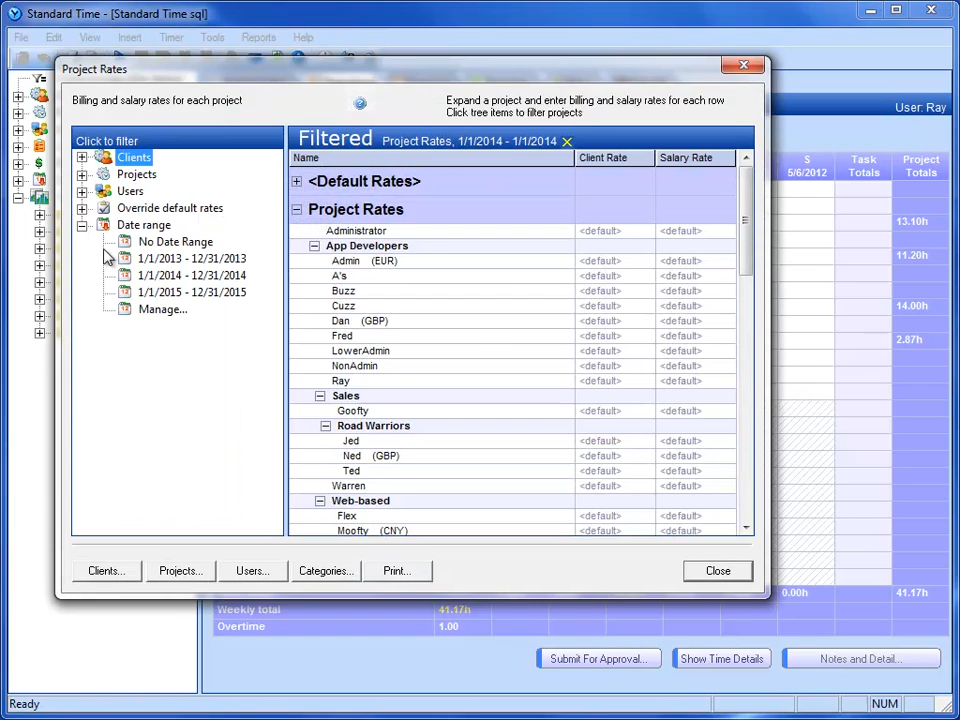 Standard Time - [Standard Time sql]
File Edit View Insert Timer Tools Reports Help
Project Rates
Billing and salary rates for each project
Expand a project and enter billing and salary rates for each row
Click tree items to filter projects
Click to filter
Clients
Projects
Users
Override default rates
Date range
No Date Range
1/1/2013 - 12/31/2013
1/1/2014 - 12/31/2014
1/1/2015 - 12/31/2015
Manage...
Filtered Project Rates, 1/1/2014 - 1/1/2014
Name Client Rate Salary Rate
<Default Rates>
Project Rates
Administrator <default> <default>
App Developers
Admin (EUR) <default> <default>
A's <default> <default>
Buzz <default> <default>
Cuzz <default> <default>
Dan (GBP) <default> <default>
Fred <default> <default>
LowerAdmin <default> <default>
NonAdmin <default> <default>
Ray <default> <default>
Sales
Goofty <default> <default>
Road Warriors
Jed <default> <default>
Ned (GBP) <default> <default>
Ted <default> <default>
Warren <default> <default>
Web-based
Flex <default> <default>
Moofty (CNY) <default> <default>
Clients... Projects... Users... Categories... Print... Close
User: Ray
S
5/6/2012
Task
Totals
Project
Totals
13.10h
11.20h
14.00h
2.87h
0.00h 41.17h
Weekly total 41.17h
Overtime 1.00
Submit For Approval... Show Time Details Notes and Detail...
Ready NUM